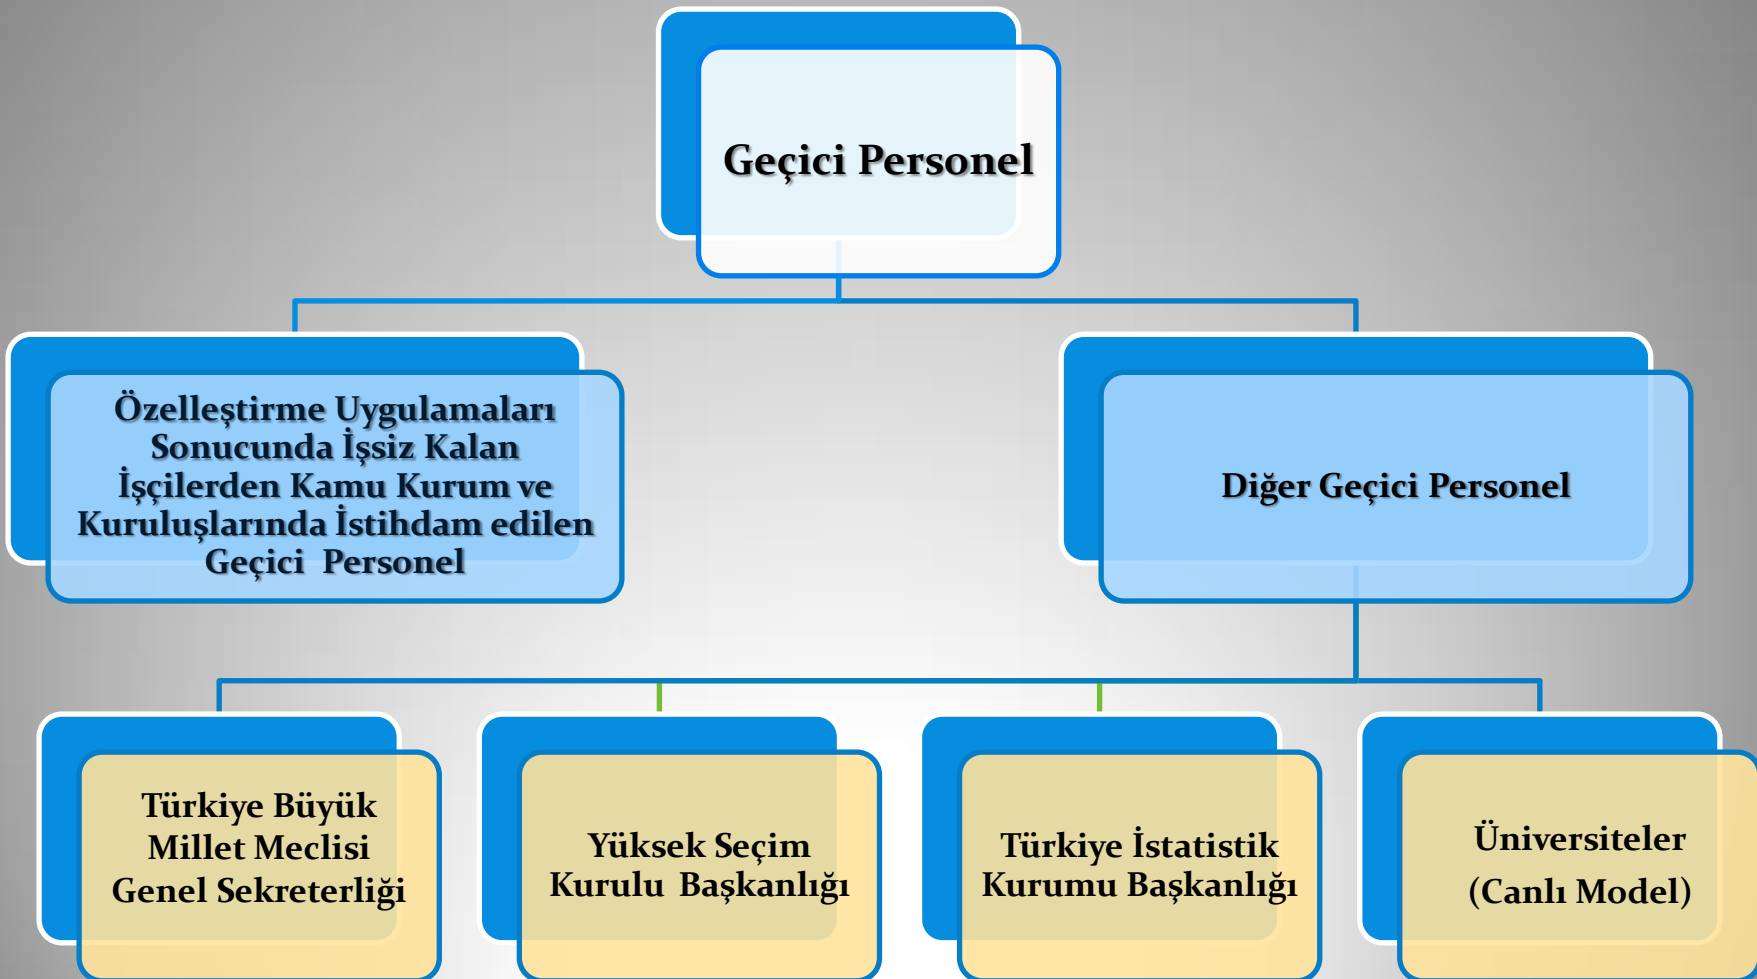 Geçici Personel
Özelleştirme Uygulamaları
Sonucunda İşsiz Kalan
İşçilerden Kamu Kurum ve
Kuruluşlarında İstihdam edilen
Geçici Personel
Diğer Geçici Personel
Türkiye Büyük
Millet Meclisi
Genel Sekreterliği
Yüksek Seçim
Kurulu Başkanlığı
Türkiye İstatistik
Kurumu Başkanlığı
Üniversiteler
(Canlı Model)